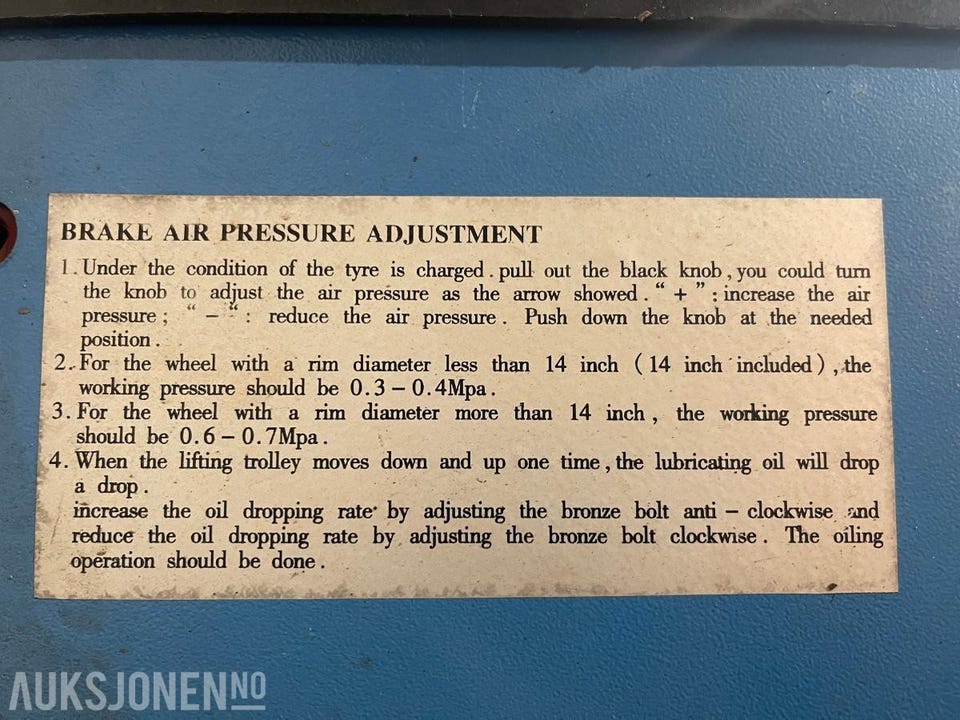 BRAKE AIR PRESSURE ADJUSTMENT
1. Under the condition of the tyre is charged. pull out the black knob, you could turn
the knob to adjust the air pressure as the arrow showed. “ + ” : increase the air
pressure; “ – “ : reduce the air pressure. Push down the knob at the needed
position.
2. For the wheel with a rim diameter less than 14 inch ( 14 inch included ), the
working pressure should be 0.3 – 0.4Mpa.
3. For the wheel with a rim diameter more than 14 inch, the working pressure
should be 0.6 – 0.7Mpa.
4. When the lifting trolley moves down and up one time, the lubricating oil will drop
a drop.
increase the oil dropping rate by adjusting the bronze bolt anti – clockwise and
reduce the oil dropping rate by adjusting the bronze bolt clockwise. The oiling
operation should be done.
AUKSJONEN NO